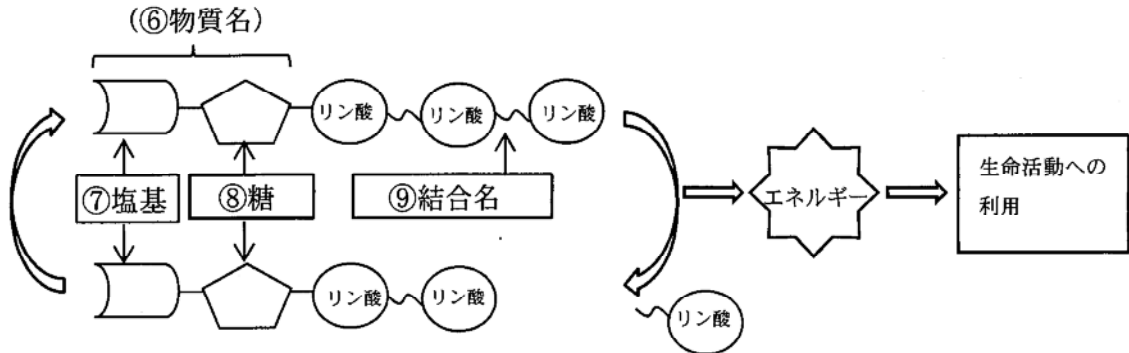 (⑥物質名)
リン酸 リン酸 リン酸
⑦塩基 ⑧糖 ⑨結合名
エネルギー
生命活動への
利用
リン酸 リン酸
リン酸